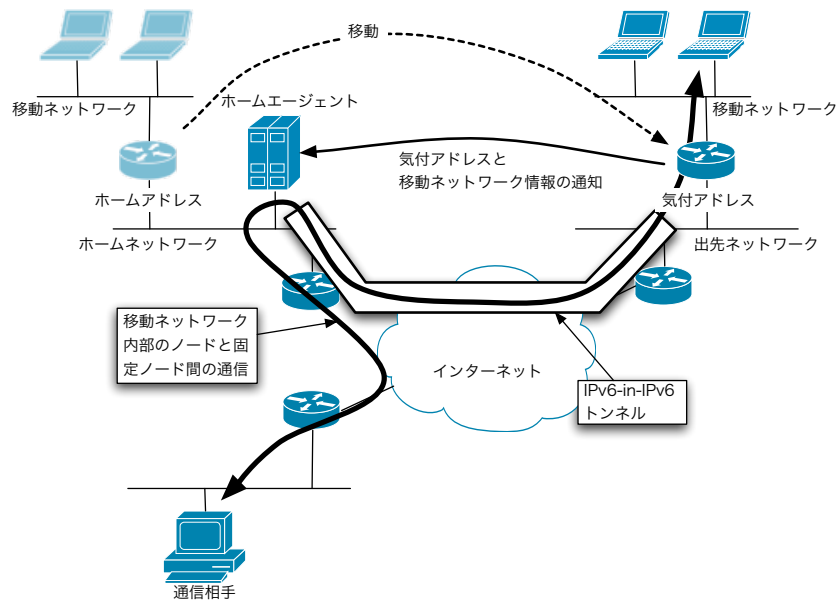 移動
移動ネットワーク
ホームエージェント
移動ネットワーク
気付アドレスと
移動ネットワーク情報の通知
ホームアドレス
気付アドレス
ホームネットワーク
出先ネットワーク
移動ネットワーク
内部のノードと固
定ノード間の通信
インターネット
IPv6-in-IPv6
トンネル
通信相手